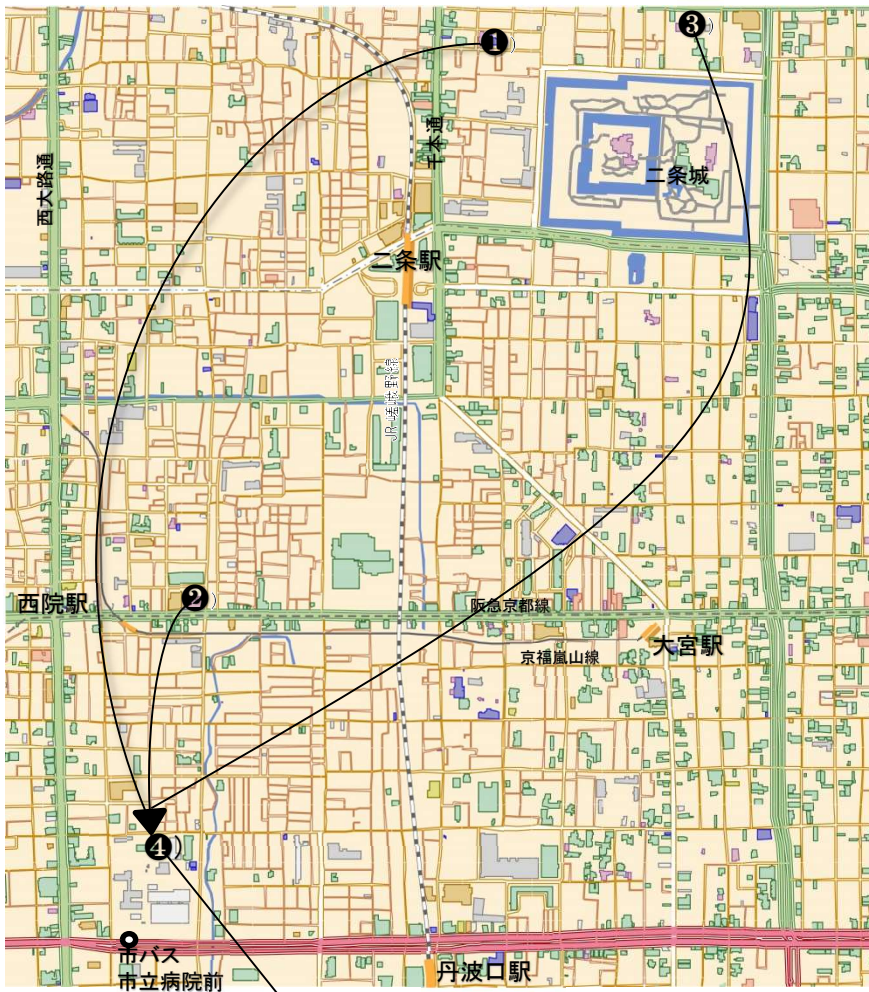 ❶)
❸)
千本通
西大路通
二条城
二条駅
JR 嵯峨野線
西院駅
❷)
阪急京都線
大宮駅
京福嵐山線
❹)
市バス
市立病院前
丹波口駅